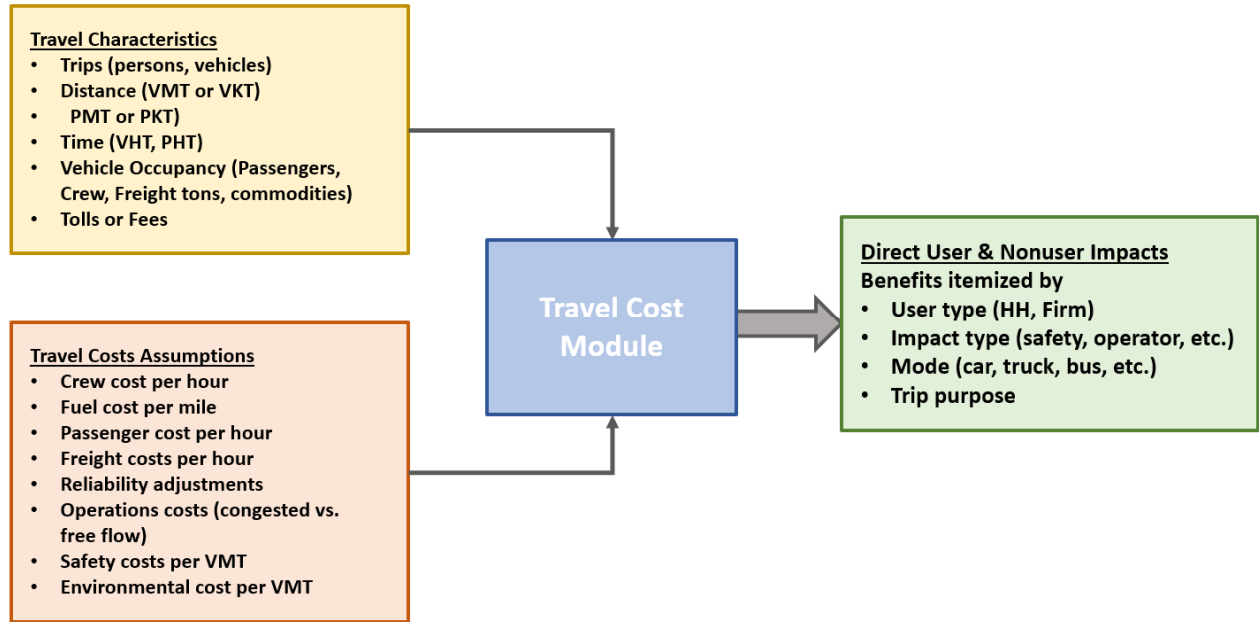 Travel Characteristics
• Trips (persons, vehicles)
• Distance (VMT or VKT)
• PMT or PKT)
• Time (VHT, PHT)
• Vehicle Occupancy (Passengers,
Crew, Freight tons, commodities)
• Tolls or Fees
Travel Costs Assumptions
• Crew cost per hour
• Fuel cost per mile
• Passenger cost per hour
• Freight costs per hour
• Reliability adjustments
• Operations costs (congested vs.
free flow)
• Safety costs per VMT
• Environmental cost per VMT
Travel Cost
Module
Direct User & Nonuser Impacts
Benefits itemized by
• User type (HH, Firm)
• Impact type (safety, operator, etc.)
• Mode (car, truck, bus, etc.)
• Trip purpose